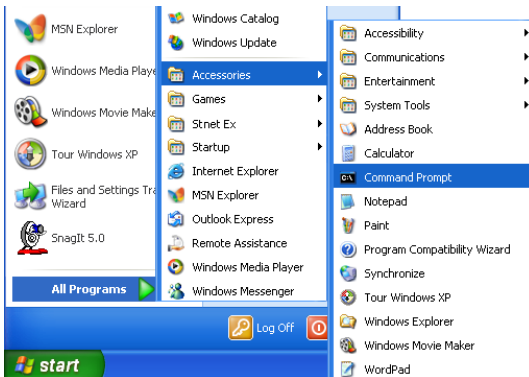 MSN Explorer
Windows Media Playe
Windows Movie Make
Tour Windows XP
Files and Settings Tra
Wizard
SnagIt 5.0
All Programs
Windows Catalog
Windows Update
Accessories
Games
Stnet Ex
Startup
Internet Explorer
MSN Explorer
Outlook Express
Remote Assistance
Windows Media Player
Windows Messenger
Accessibility
Communications
Entertainment
System Tools
Address Book
Calculator
C:\ Command Prompt
Notepad
Paint
Program Compatibility Wizard
Synchronize
Tour Windows XP
Windows Explorer
Windows Movie Maker
WordPad
Log Off
start